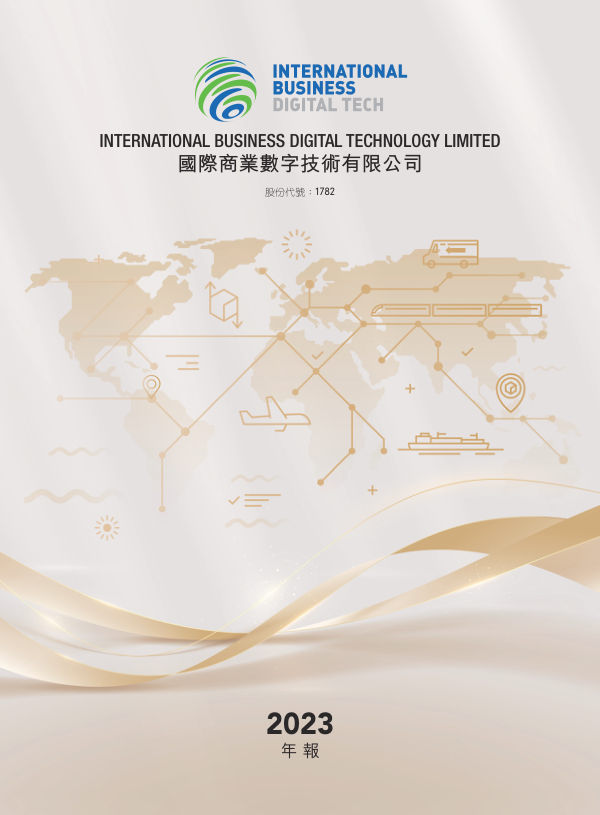 INTERNATIONAL
BUSINESS
DIGITAL TECH
INTERNATIONAL BUSINESS DIGITAL TECHNOLOGY LIMITED
國際商業數字技術有限公司
股份代號：1782
2023
年報